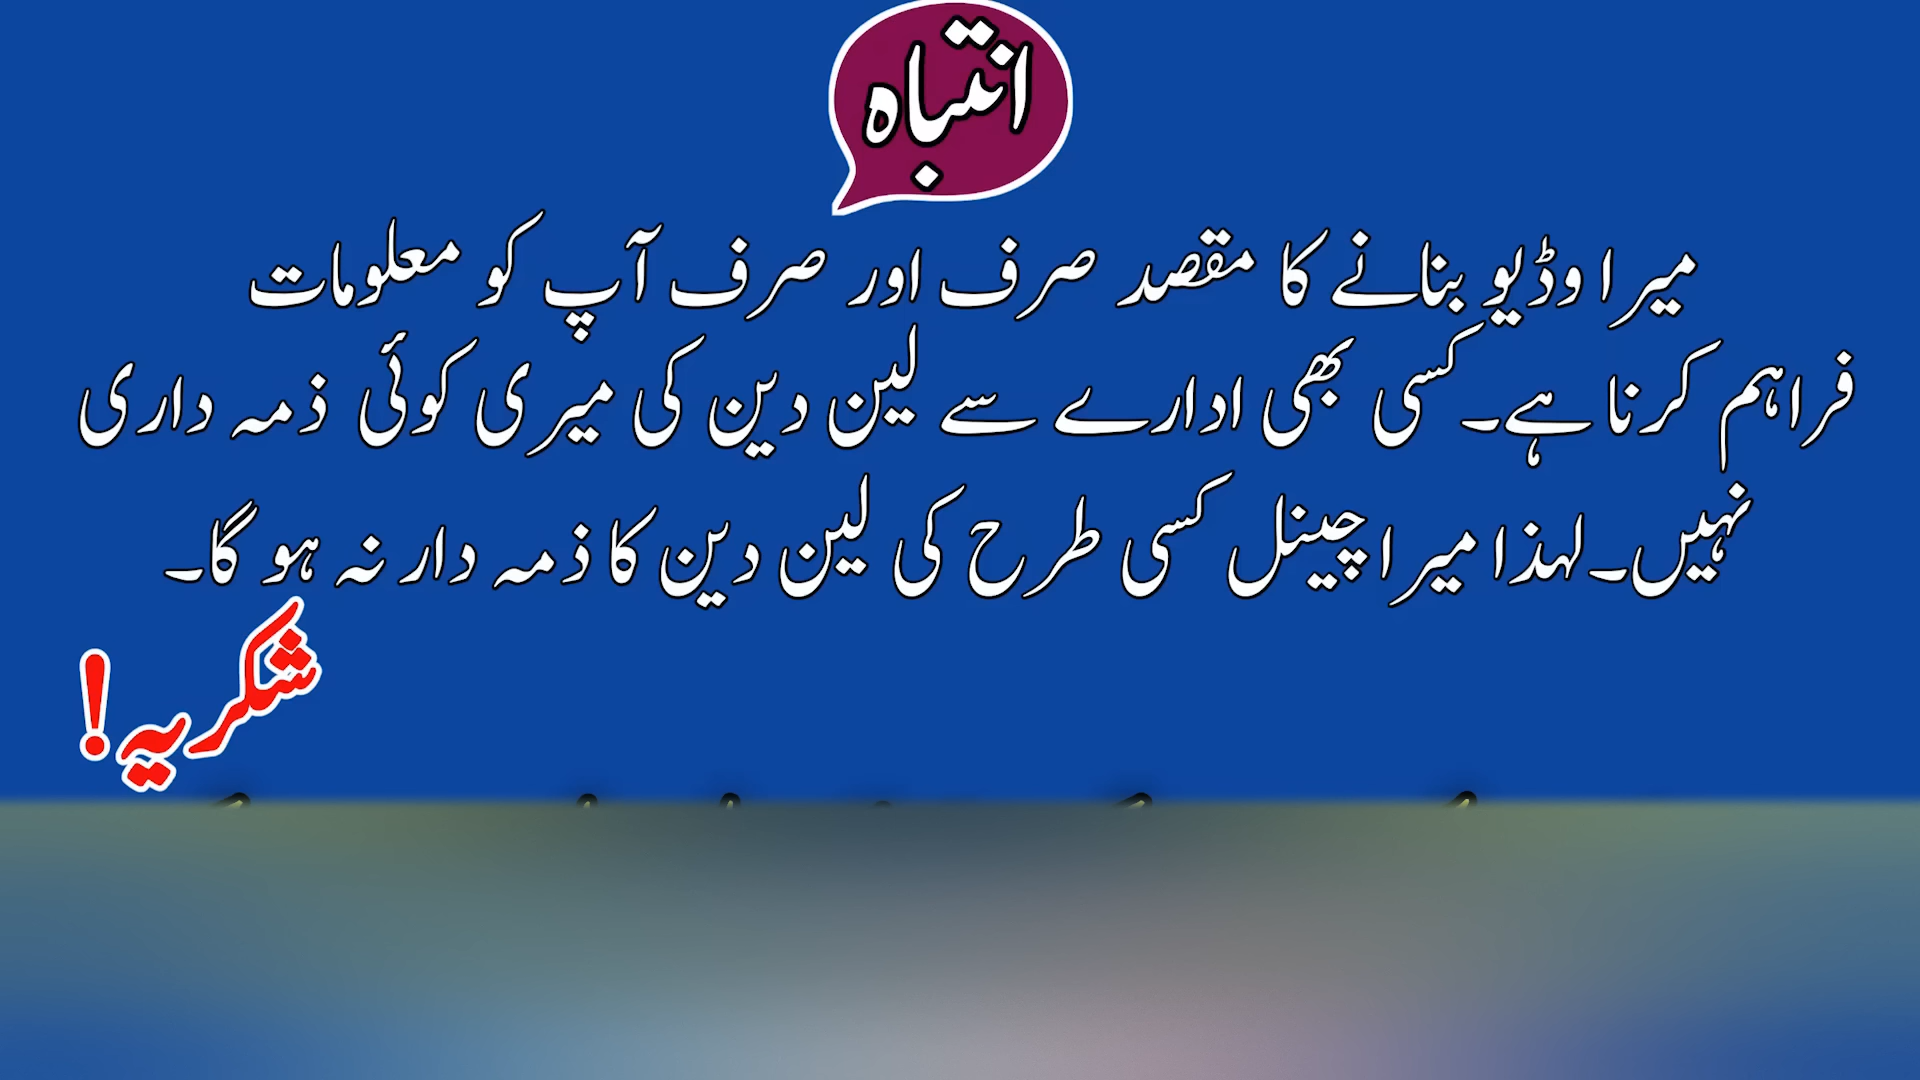 انتباہ
میرا وڈیو بنانے کا مقصد صرف اور صرف آپ کو معلومات
فراہم کرنا ہے۔ کسی بھی ادارے سے لین دین کی میری کوئی ذمہ داری
نہیں۔ لہذا میرا چینل کسی طرح کی لین دین کا ذمہ دار نہ ہو گا۔
شکریہ!